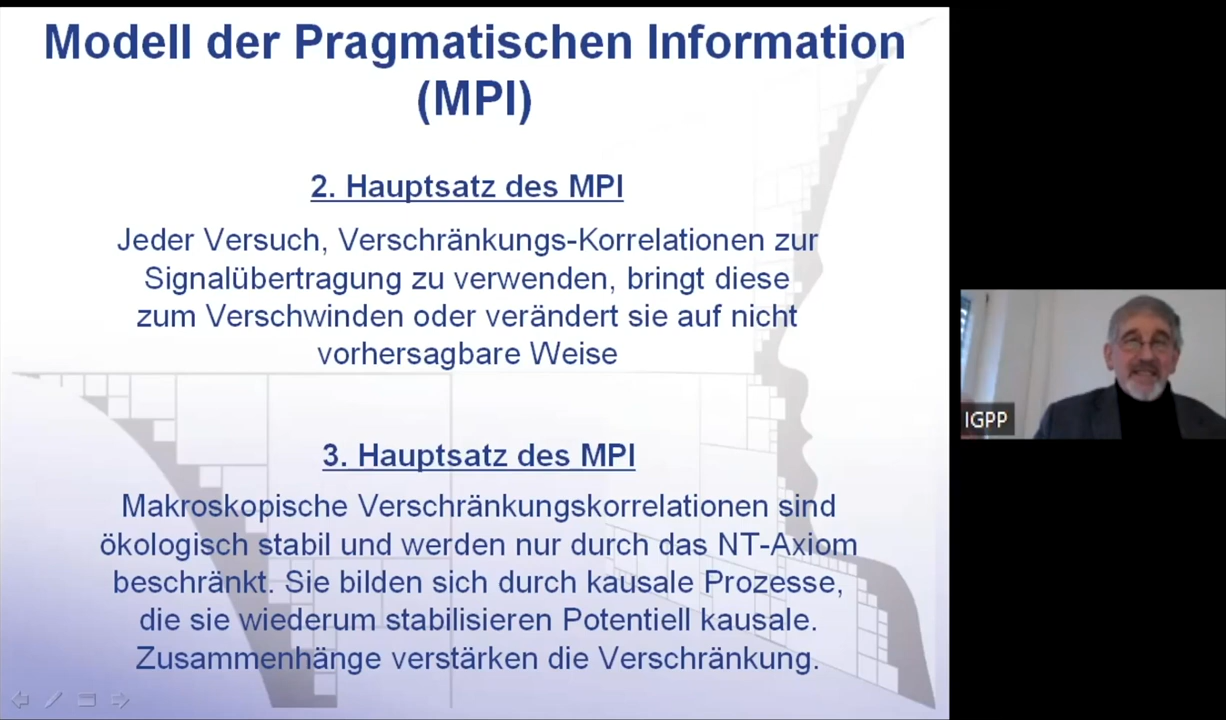 Modell der Pragmatischen Information
(MPI)
2. Hauptsatz des MPI
Jeder Versuch, Verschränkungs-Korrelationen zur
Signalübertragung zu verwenden, bringt diese
zum Verschwinden oder verändert sie auf nicht
vorhersagbare Weise
3. Hauptsatz des MPI
Makroskopische Verschränkungskorrelationen sind
ökologisch stabil und werden nur durch das NT-Axiom
beschränkt. Sie bilden sich durch kausale Prozesse,
die sie wiederum stabilisieren Potentiell kausale.
Zusammenhänge verstärken die Verschränkung.
IGPP